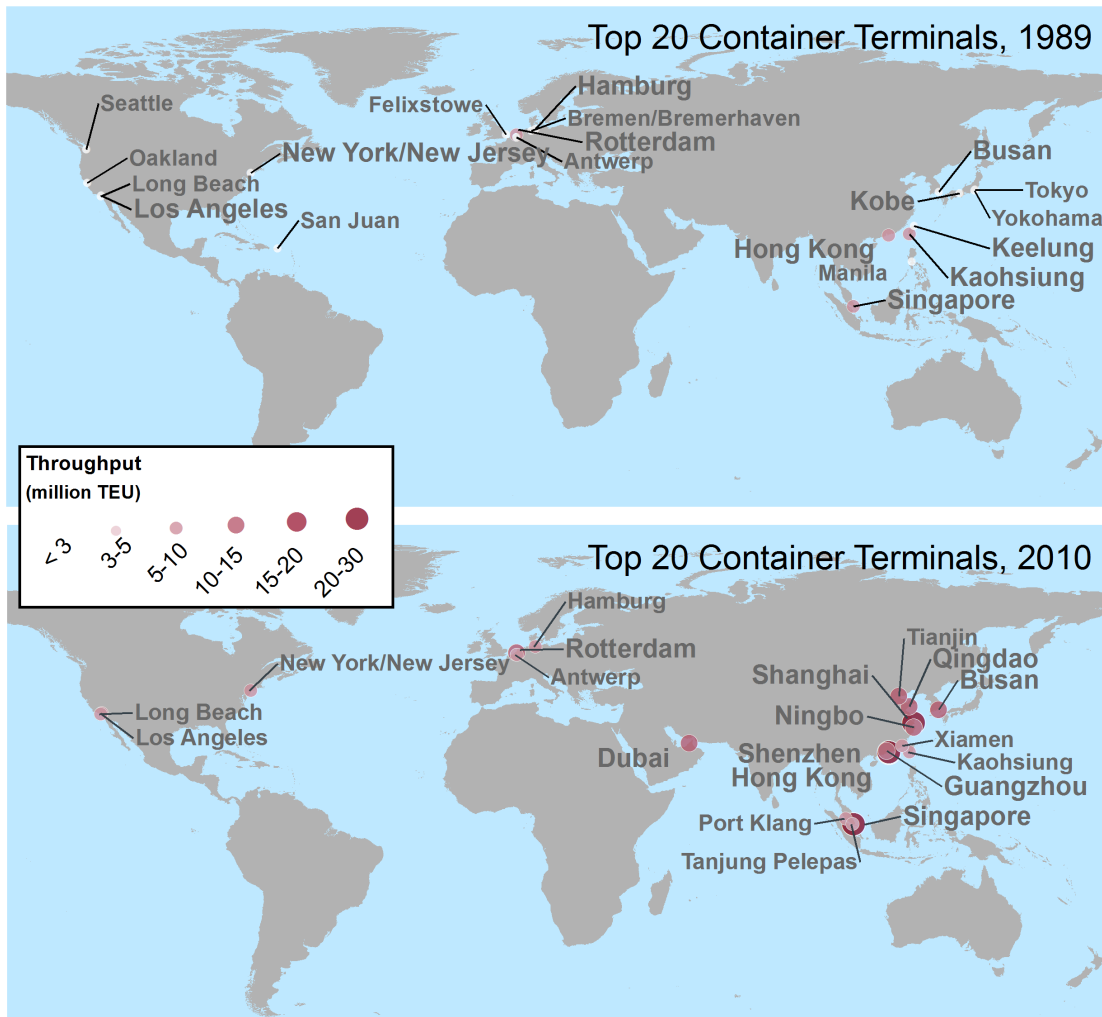 Top 20 Container Terminals, 1989
Seattle
Felixstowe
Hamburg
Bremen/Bremerhaven
Rotterdam
Antwerp
New York/New Jersey
Oakland
Long Beach
Los Angeles
San Juan
Busan
Tokyo
Kobe
Yokohama
Keelung
Hong Kong
Manila
Kaohsiung
Singapore
Throughput
(million TEU)
< 3
3-5
5-10
10-15
15-20
20-30
Top 20 Container Terminals, 2010
Hamburg
Rotterdam
New York/New Jersey
Antwerp
Long Beach
Los Angeles
Tianjin
Qingdao
Shanghai
Busan
Ningbo
Xiamen
Dubai
Shenzhen
Kaohsiung
Hong Kong
Guangzhou
Singapore
Port Klang
Tanjung Pelepas